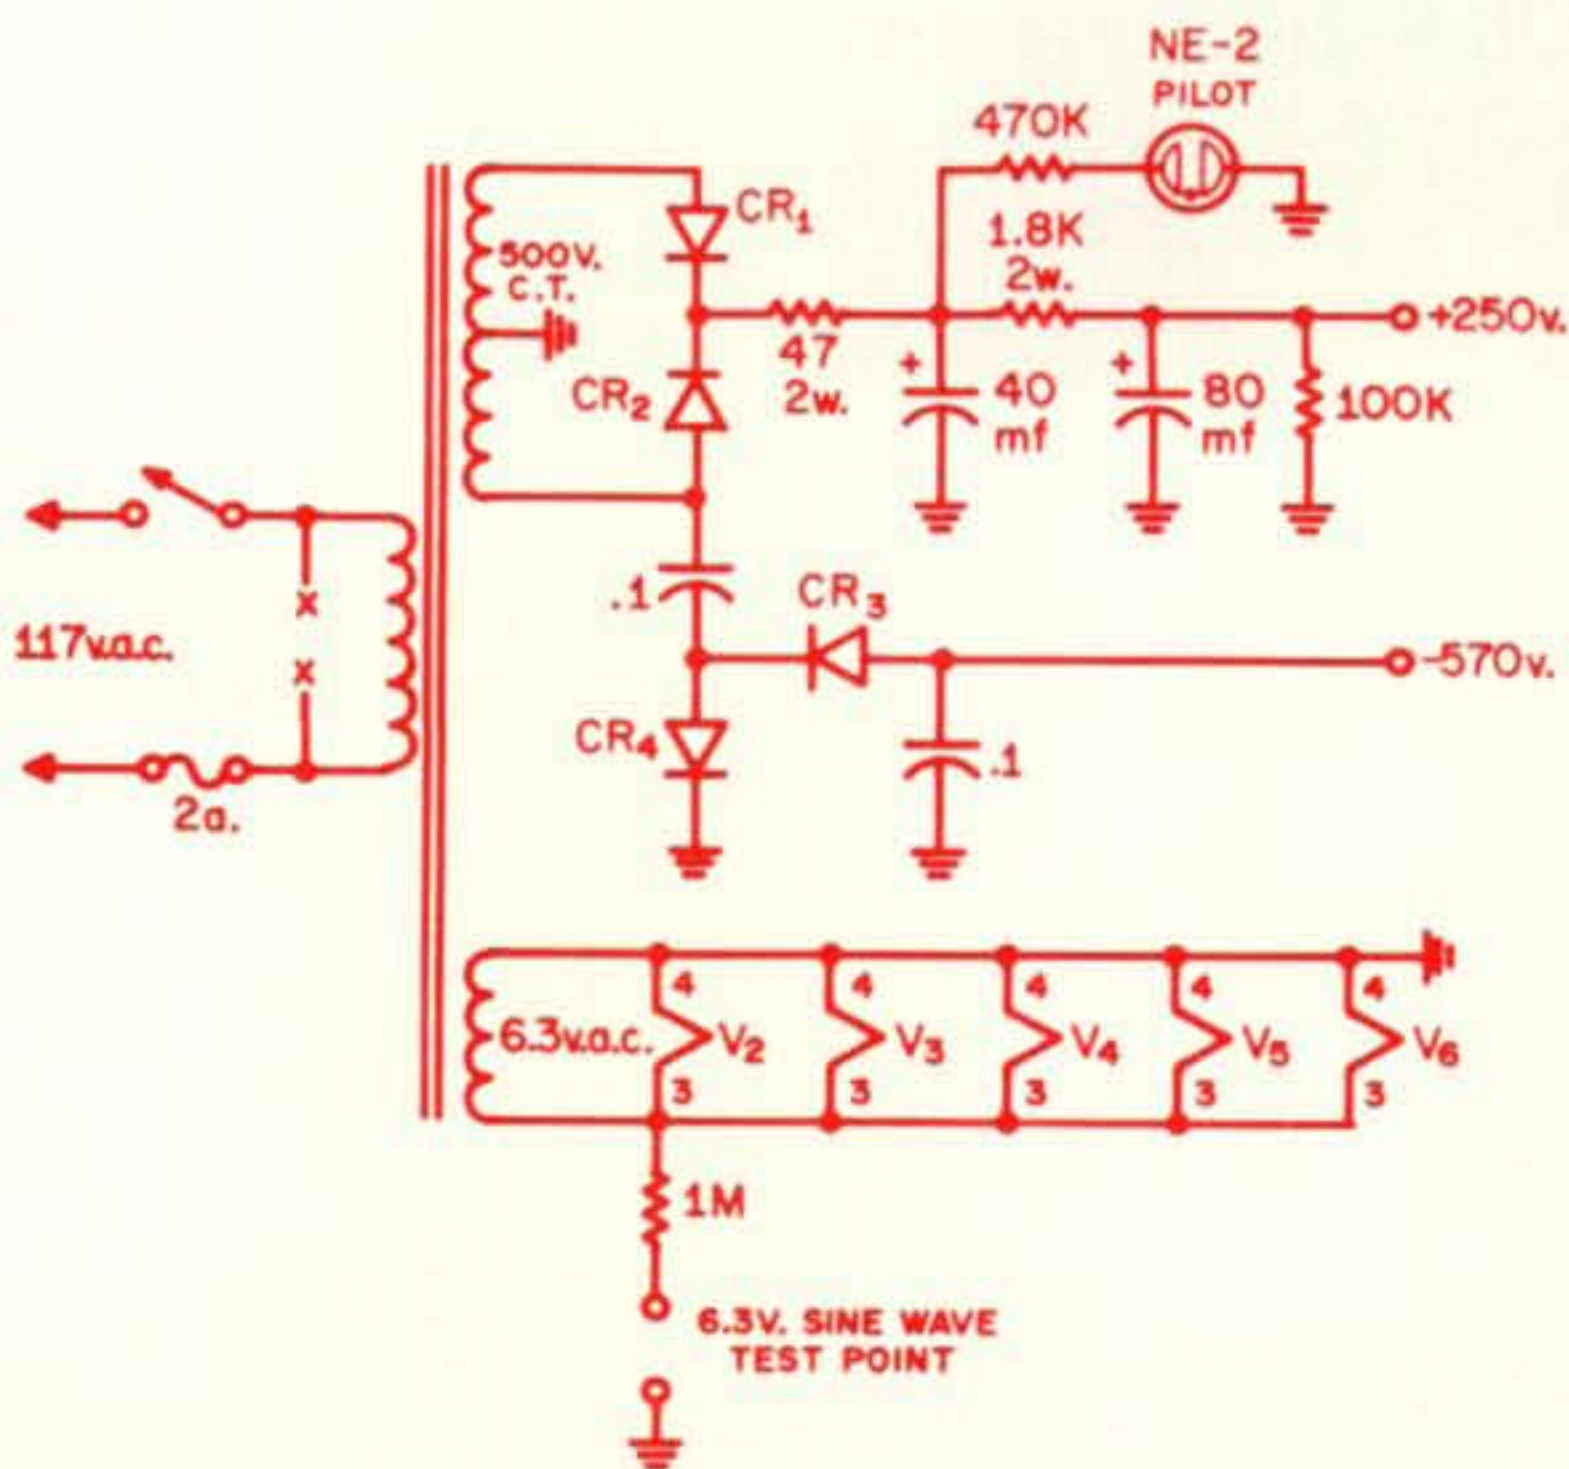 NE-2
PILOT
470K
CR1
1.8K
2w.
500V.
C.T.
+250v.
47
2w.
CR2
+
40
mf
+
80
mf
100K
.1
CR3
117v.a.c.
x
x
-570v.
CR4
.1
2a.
4
4
4
4
4
6.3v.a.c.
V2
V3
V4
V5
V6
3
3
3
3
3
1M
6.3V. SINE WAVE
TEST POINT